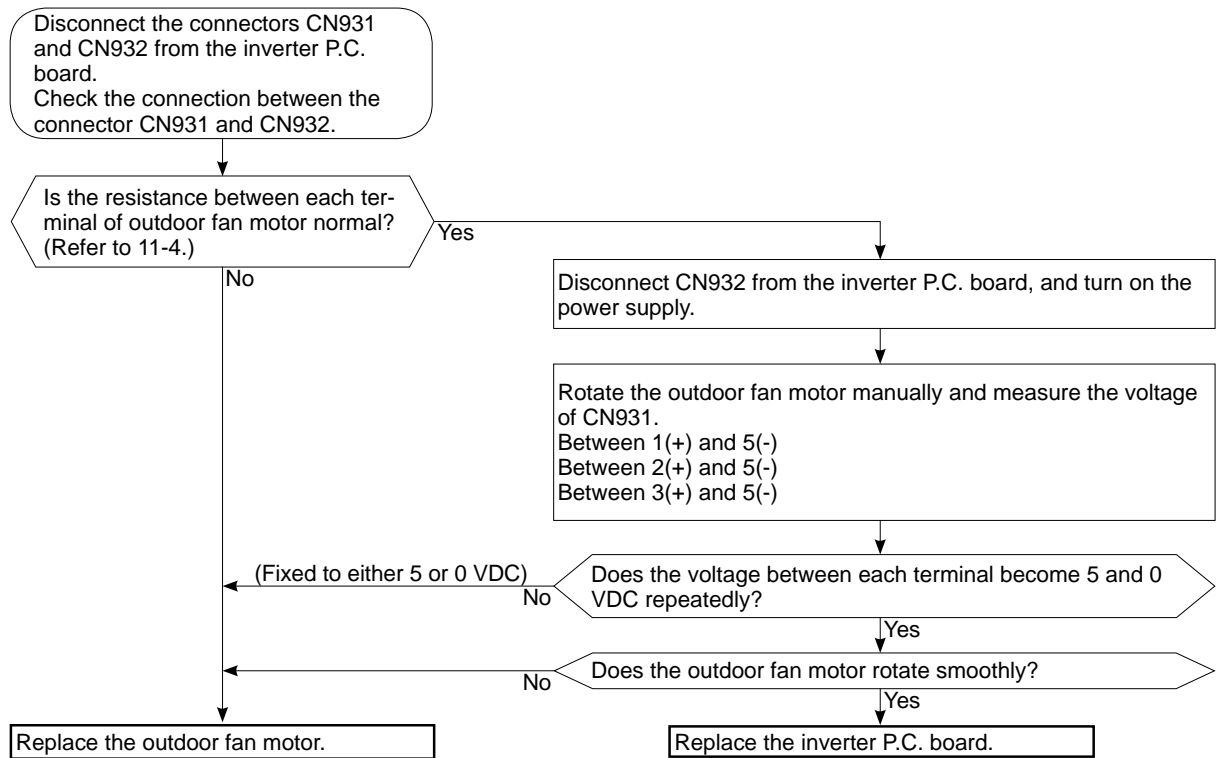 Disconnect the connectors CN931
and CN932 from the inverter P.C.
board.
Check the connection between the
connector CN931 and CN932.
Is the resistance between each ter-
minal of outdoor fan motor normal?
(Refer to 11-4.)
Yes
No
Disconnect CN932 from the inverter P.C. board, and turn on the
power supply.
Rotate the outdoor fan motor manually and measure the voltage
of CN931.
Between 1(+) and 5(-)
Between 2(+) and 5(-)
Between 3(+) and 5(-)
(Fixed to either 5 or 0 VDC)
No
Does the voltage between each terminal become 5 and 0
VDC repeatedly?
Yes
Does the outdoor fan motor rotate smoothly?
No
Yes
Replace the outdoor fan motor.
Replace the inverter P.C. board.